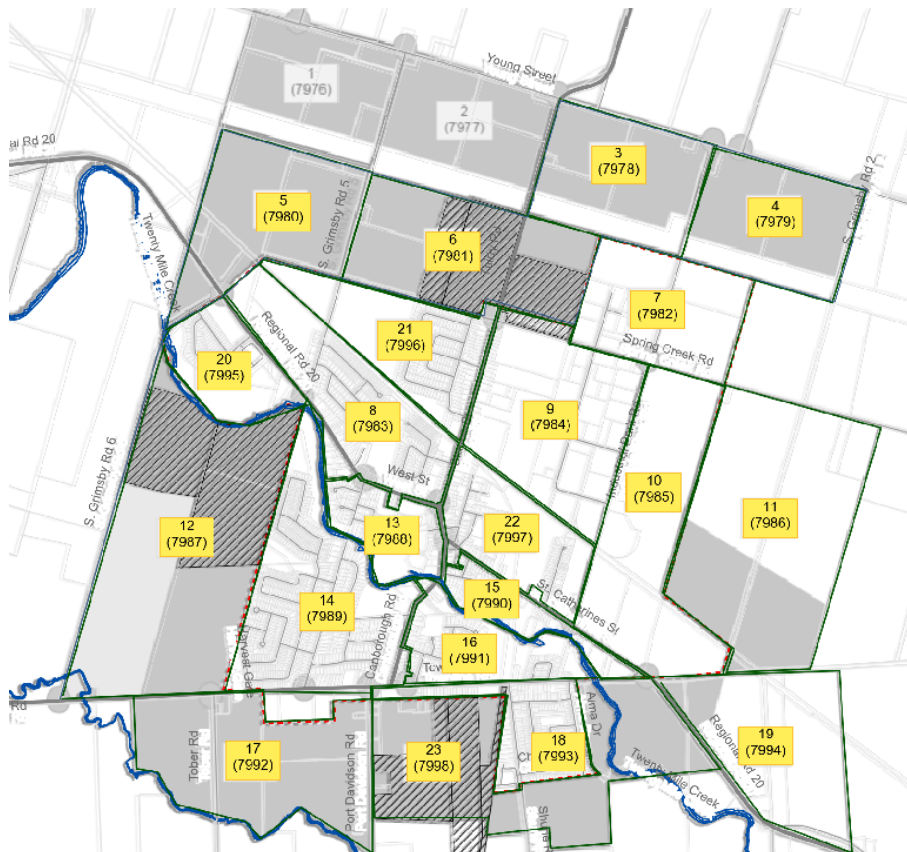 Young Street
1
(7976)
2
(7977)
3
(7978)
4
(7979)
al Rd 20
S. Grimsby Rd 2
5
(7980)
S. Grimsby Rd 5
6
(7981)
Twenty Mile Creek
7
(7982)
Spring Creek Rd
21
(7996)
Regional Rd 20
20
(7995)
8
(7983)
9
(7984)
West St
10
(7985)
11
(7986)
S. Grimsby Rd 6
12
(7987)
13
(7988)
22
(7997)
14
(7989)
15
(7990)
St. Catherines St
Canborough Rd
16
(7991)
Rd
Alma Dr
Regional Rd 20
19
(7994)
17
(7992)
Tober Rd
Port Davidson Rd
23
(7998)
18
(7993)
Twenty Mile Creek